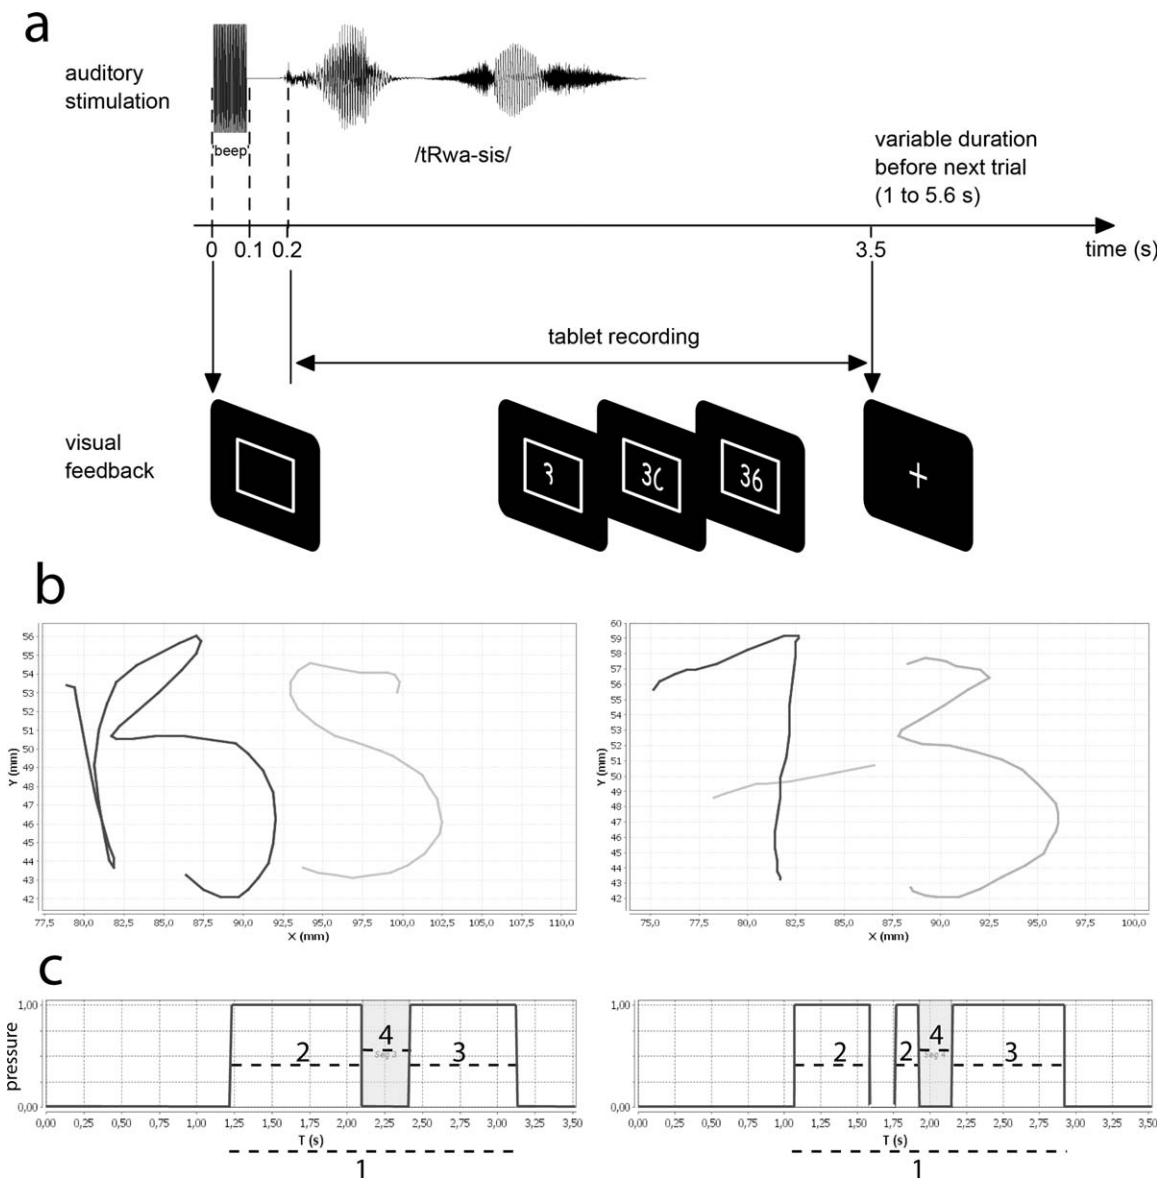 a
auditory
stimulation
'beep'
/tRwa-sis/
variable duration
before next trial
(1 to 5.6 s)
0 0.1 0.2 3.5 time (s)
tablet recording
visual
feedback
3 3C 36 +
b
56
55
54
53
51
50
49
48
47
45
44
43
42
Y (mm)
77,5 80,0 82,5 85,0 87,5 90,0 92,5 95,0 97,5 100,0 102,5 105,0 107,5 110,0
X (mm)
60
59
57
56
54
53
51
50
48
47
45
44
42
Y (mm)
75,0 77,5 80,0 82,5 85,0 87,5 90,0 92,5 95,0 97,5 100,0
X (mm)
c
pressure
1,00
0,00
2 4 3
Seg 3
0,00 0,25 0,50 0,75 1,00 1,25 1,50 1,75 2,00 2,25 2,50 2,75 3,00 3,25 3,50
T (s)
1
1,00
0,00
2 2 4 3
Seg 4
0,00 0,25 0,50 0,75 1,00 1,25 1,50 1,75 2,00 2,25 2,50 2,75 3,00 3,25 3,50
T (s)
1